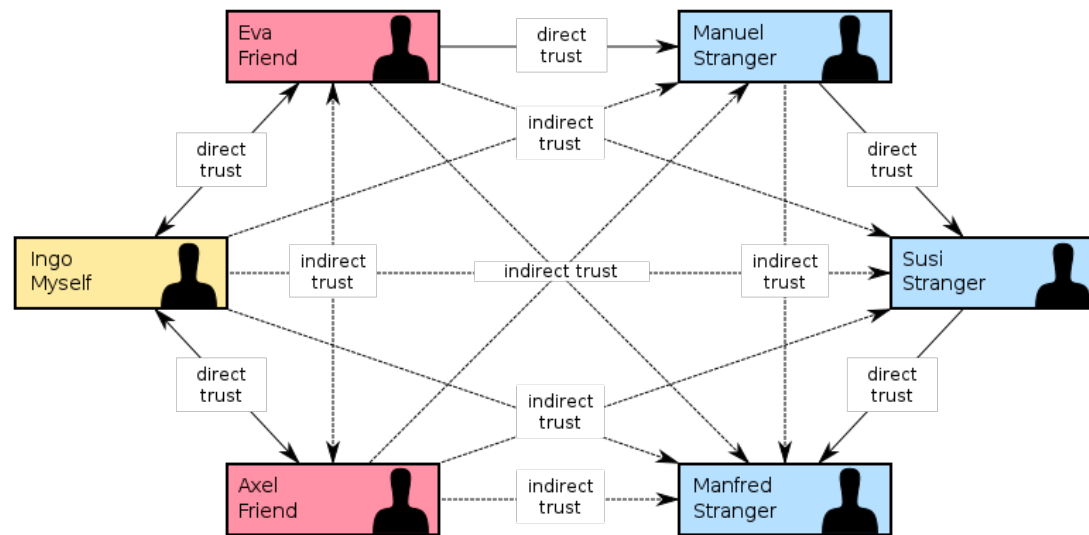 Eva
Friend
direct
trust
Manuel
Stranger
indirect
trust
direct
trust
direct
trust
Ingo
Myself
indirect
trust
indirect trust
indirect
trust
Susi
Stranger
direct
trust
indirect
trust
direct
trust
Axel
Friend
indirect
trust
Manfred
Stranger